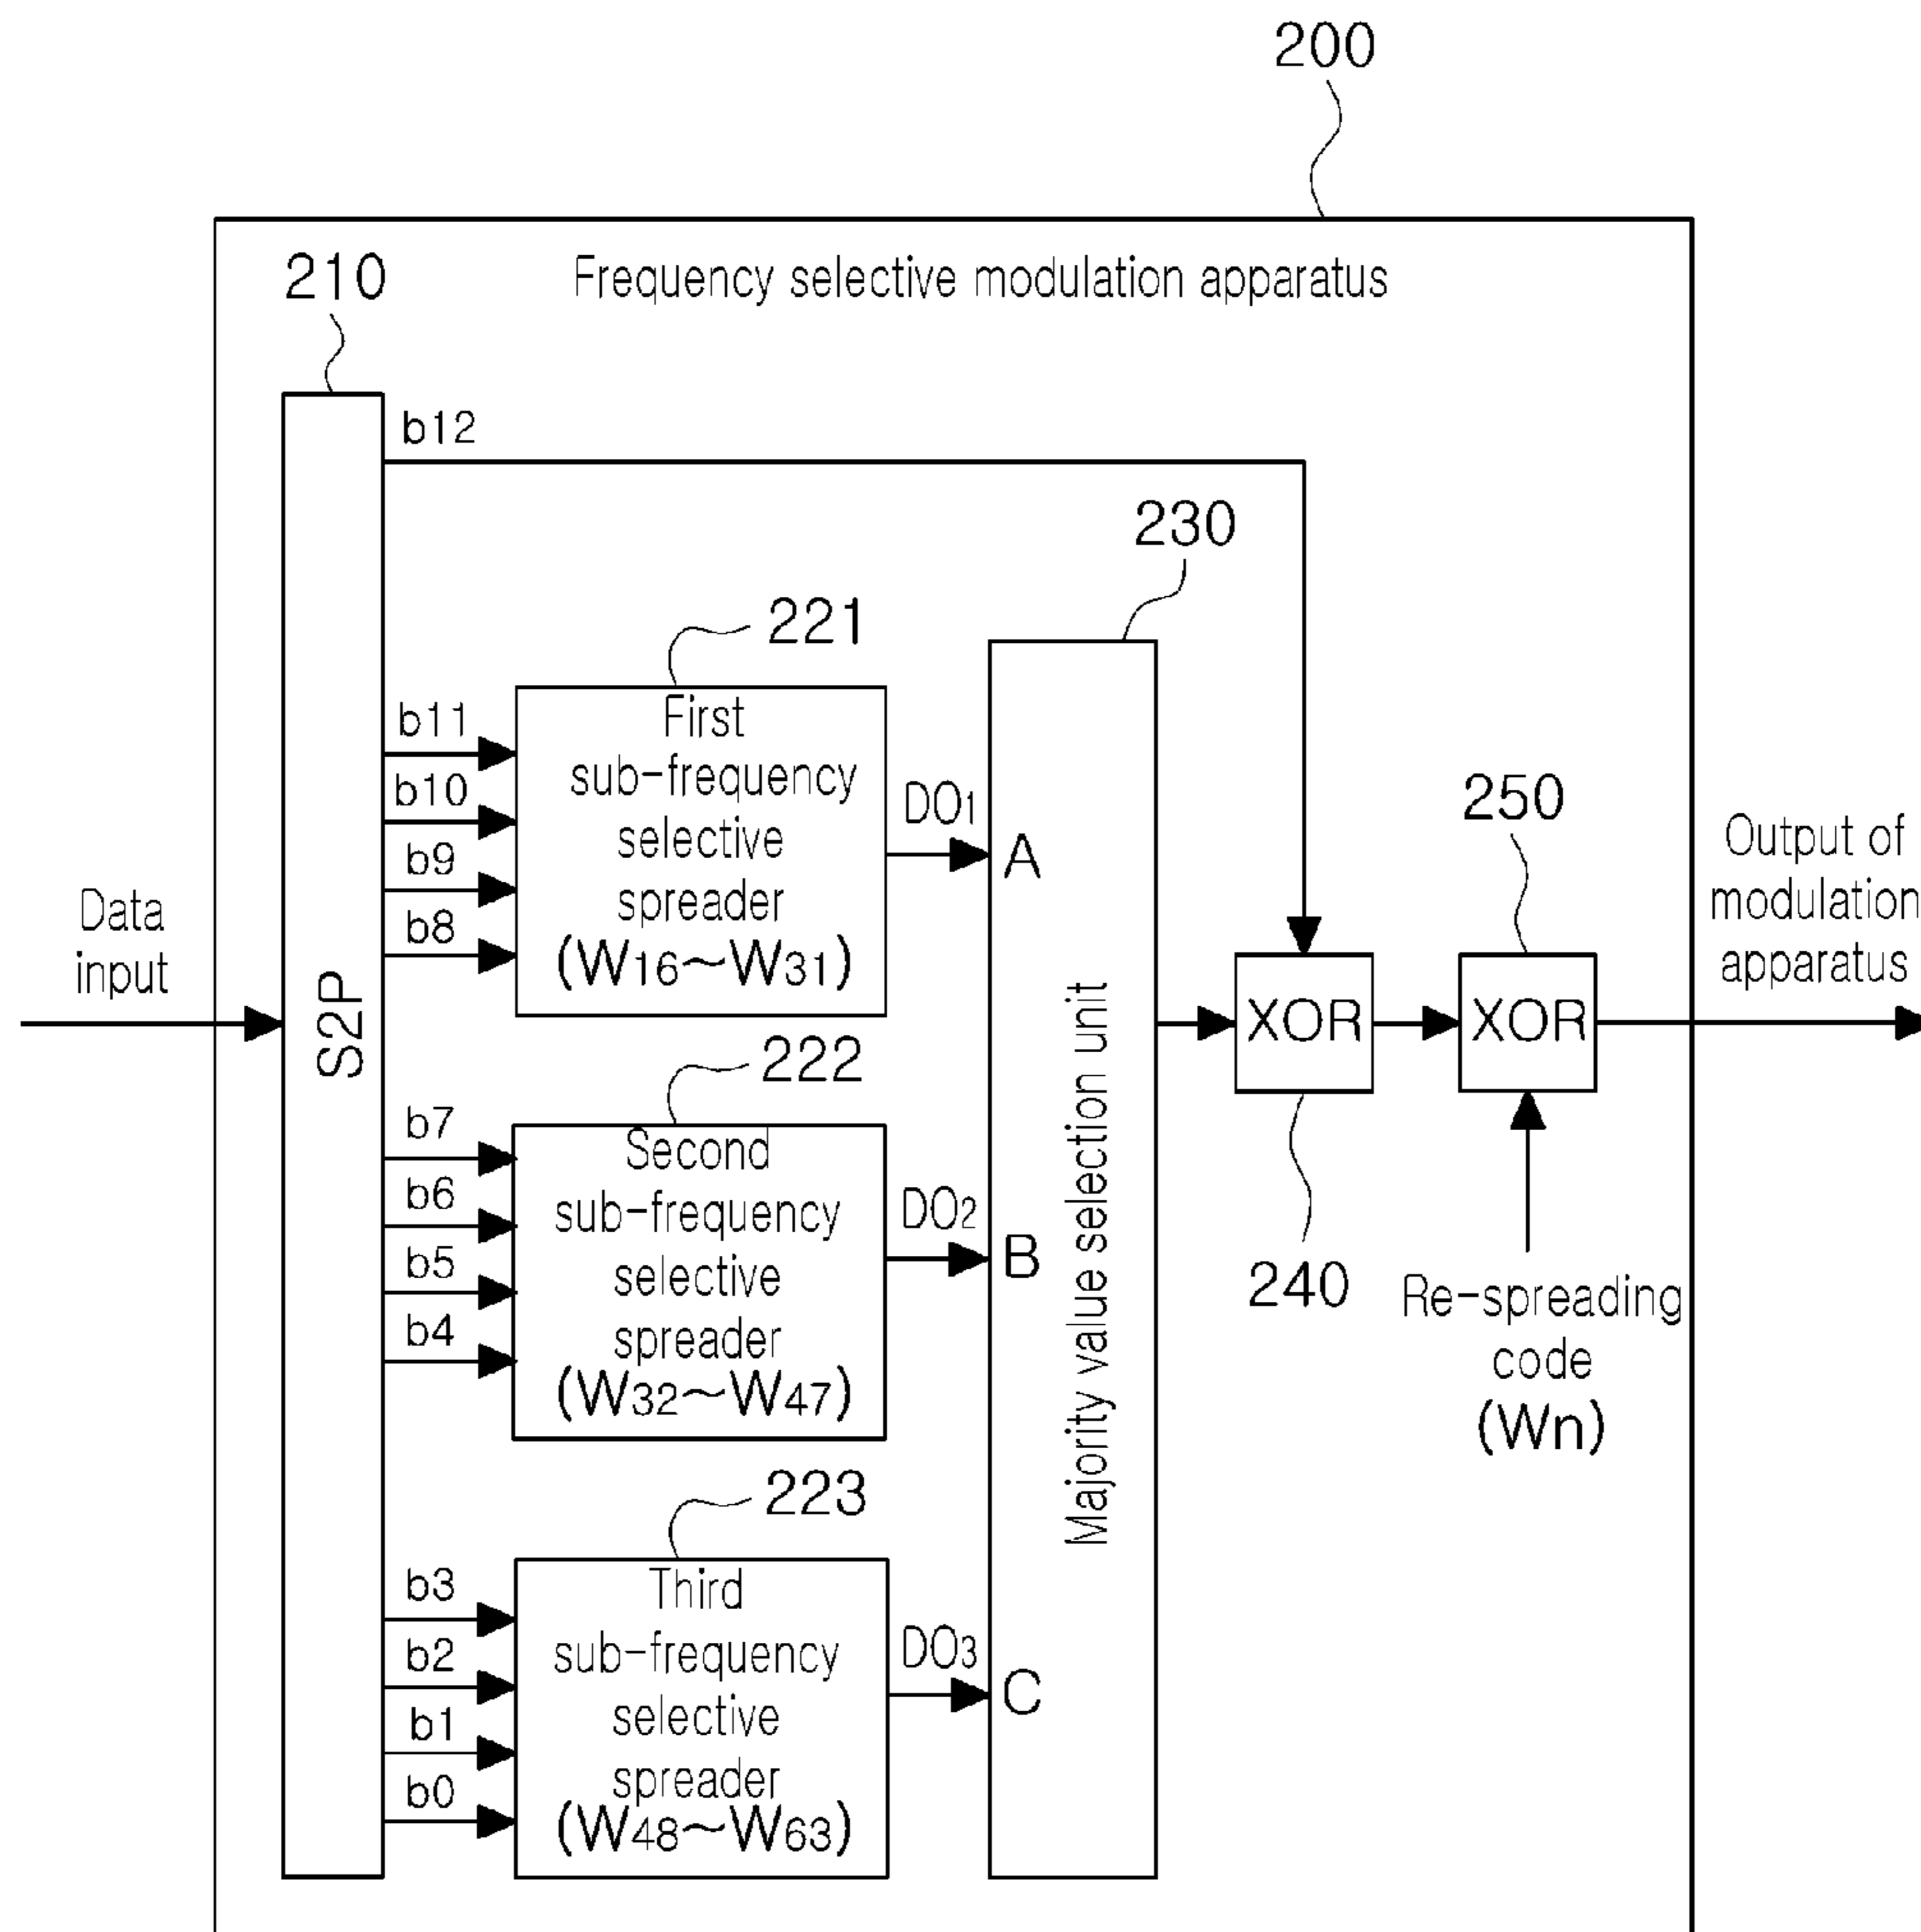 200
Frequency selective modulation apparatus
210
b12
230
221
b11
b10
b9
b8
First
sub-frequency
selective
spreader
(W16~W31)
DO1
A
250
Output of
modulation
apparatus
Data
input
S2P
XOR
XOR
Majority value selection unit
222
b7
b6
b5
b4
Second
sub-frequency
selective
spreader
(W32~W47)
DO2
B
240
Re-spreading
code
(Wn)
223
b3
b2
b1
b0
Third
sub-frequency
selective
spreader
(W48~W63)
DO3
C